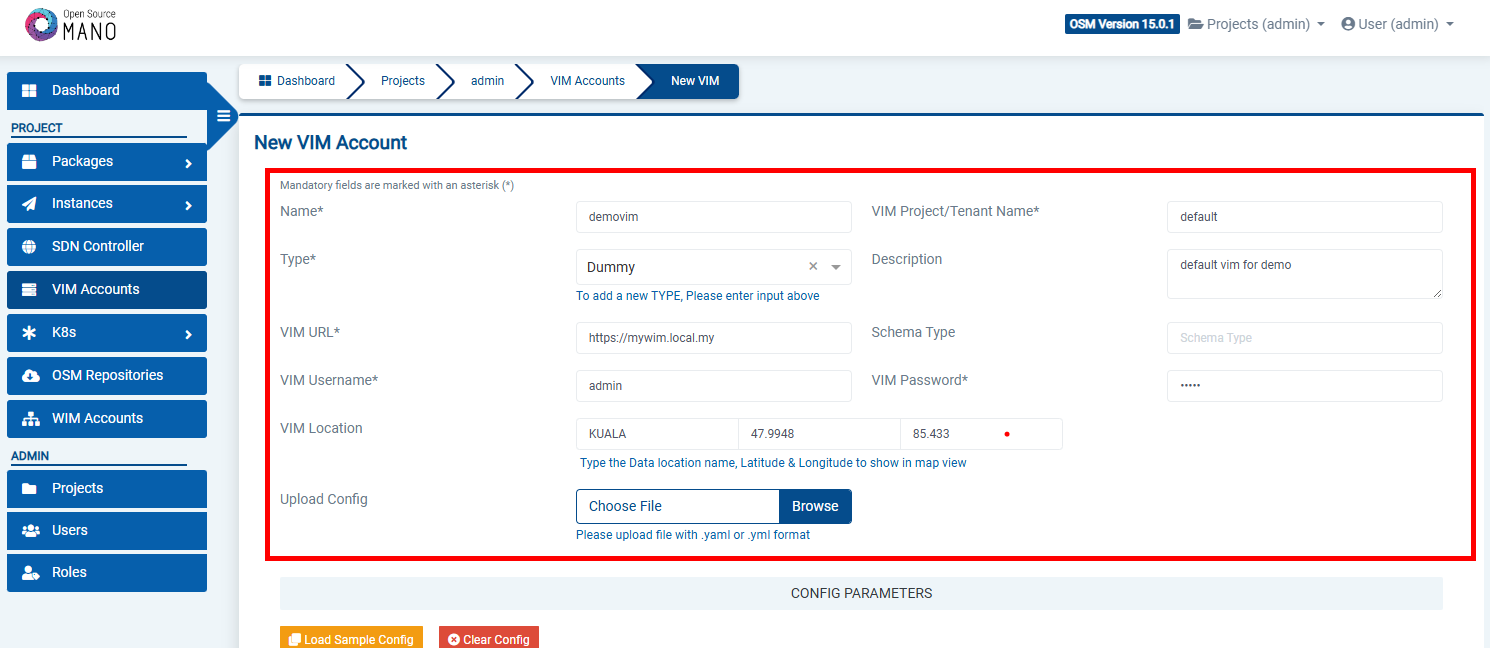 Open Source
MANO
OSM Version 15.0.1 Projects (admin) User (admin)
Dashboard
PROJECT
Packages
Instances
SDN Controller
VIM Accounts
K8s
OSM Repositories
WIM Accounts
ADMIN
Projects
Users
Roles
Dashboard Projects admin VIM Accounts New VIM
New VIM Account
Mandatory fields are marked with an asterisk (*)
Name* demovim VIM Project/Tenant Name* default
Type* Dummy × Description default vim for demo
To add a new TYPE, Please enter input above
VIM URL* https://mywim.local.my Schema Type Schema Type
VIM Username* admin VIM Password* •••••
VIM Location KUALA 47.9948 85.433
Type the Data location name, Latitude & Longitude to show in map view
Upload Config Choose File Browse
Please upload file with .yaml or .yml format
CONFIG PARAMETERS
Load Sample Config Clear Config